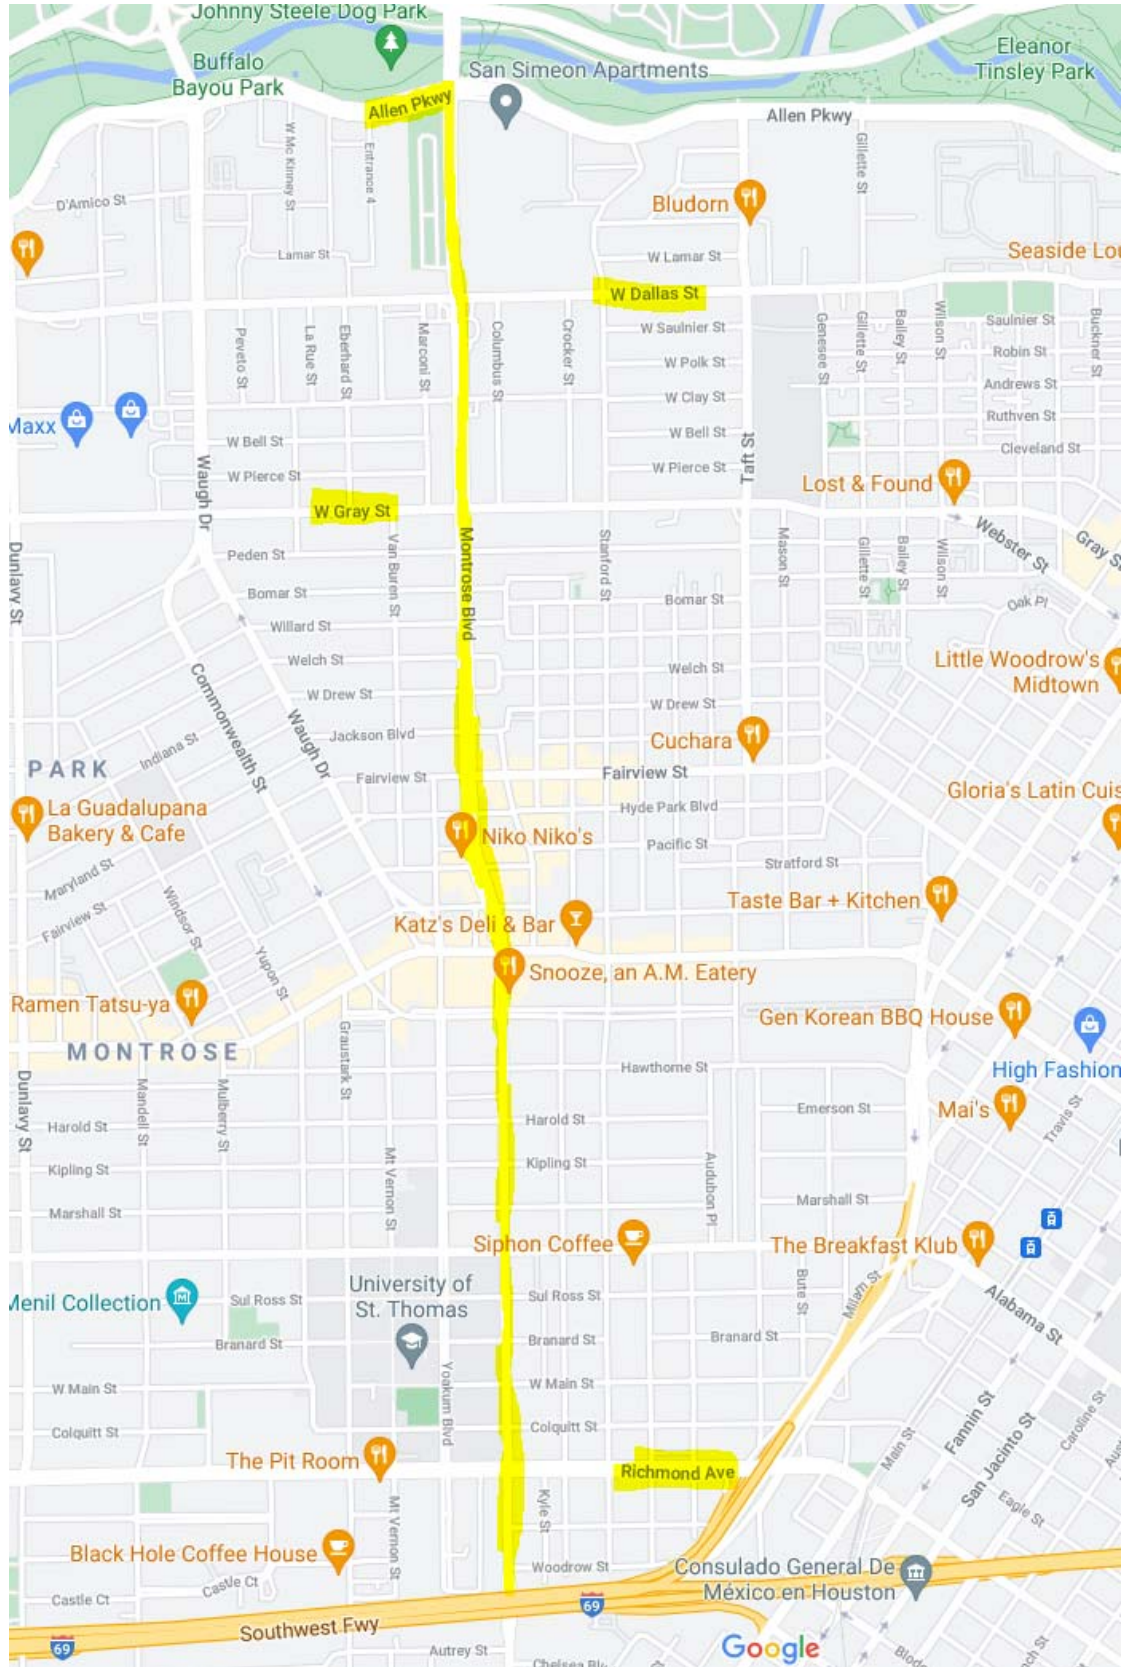 Johnny Steele Dog Park
Buffalo
Bayou Park
San Simeon Apartments
Eleanor
Tinsley Park
Allen Pkwy
Allen Pkwy
W Mc Kinney St
Entrance 4
Gillette St
D'Amico St
Bludorn
Lamar St
W Lamar St
Seaside Lou
W Dallas St
Peveto St
La Rue St
Eberhard St
Marconi St
Columbus St
Crocker St
W Saulnier St
Genesee St
Gillette St
Bailey St
Wilson St
Saulnier St
Buckner St
W Polk St
Robin St
W Clay St
Andrews St
Ruthven St
Maxx
W Bell St
W Bell St
Taft St
Cleveland St
W Pierce St
W Pierce St
Waugh Dr
Lost & Found
W Gray St
Montrose Blvd
Webster St
Gray St
Dunlavy St
Peden St
Van Buren St
Stanford St
Mason St
Gillette St
Bailey St
Wilson St
Bomar St
Bomar St
Oak Pl
Willard St
Welch St
Welch St
Little Woodrow's
Midtown
Commonwealth St
W Drew St
W Drew St
Waugh Dr
Jackson Blvd
Cuchara
Indiana St
PARK
Fairview St
Fairview St
La Guadalupana
Bakery & Cafe
Hyde Park Blvd
Gloria's Latin Cuis
Niko Niko's
Pacific St
Stratford St
Maryland St
Windsor St
Fairview St
Yupon St
Katz's Deli & Bar
Taste Bar + Kitchen
Snooze, an A.M. Eatery
Ramen Tatsu-ya
Gen Korean BBQ House
MONTROSE
Graustark St
Hawthorne St
High Fashion
Dunlavy St
Mandell St
Mulberry St
Harold St
Harold St
Emerson St
Mai's
Travis St
Kipling St
Mt Vernon St
Kipling St
Audubon Pl
Marshall St
Marshall St
Siphon Coffee
The Breakfast Klub
University of
St. Thomas
Menil Collection
Sul Ross St
Sul Ross St
Bute St
Milam St
Alabama St
Branard St
Branard St
Branard St
W Main St
Yoakum Blvd
W Main St
Colquitt St
Colquitt St
Main St
Fannin St
San Jacinto St
Caroline St
Aus
The Pit Room
Richmond Ave
Mt Vernon St
Kyle St
Eagle St
Black Hole Coffee House
Woodrow St
Consulado General De
México en Houston
Castle Ct
Castle Ct
69
Southwest Fwy
69
Autrey St
Google
Chelsea Blv